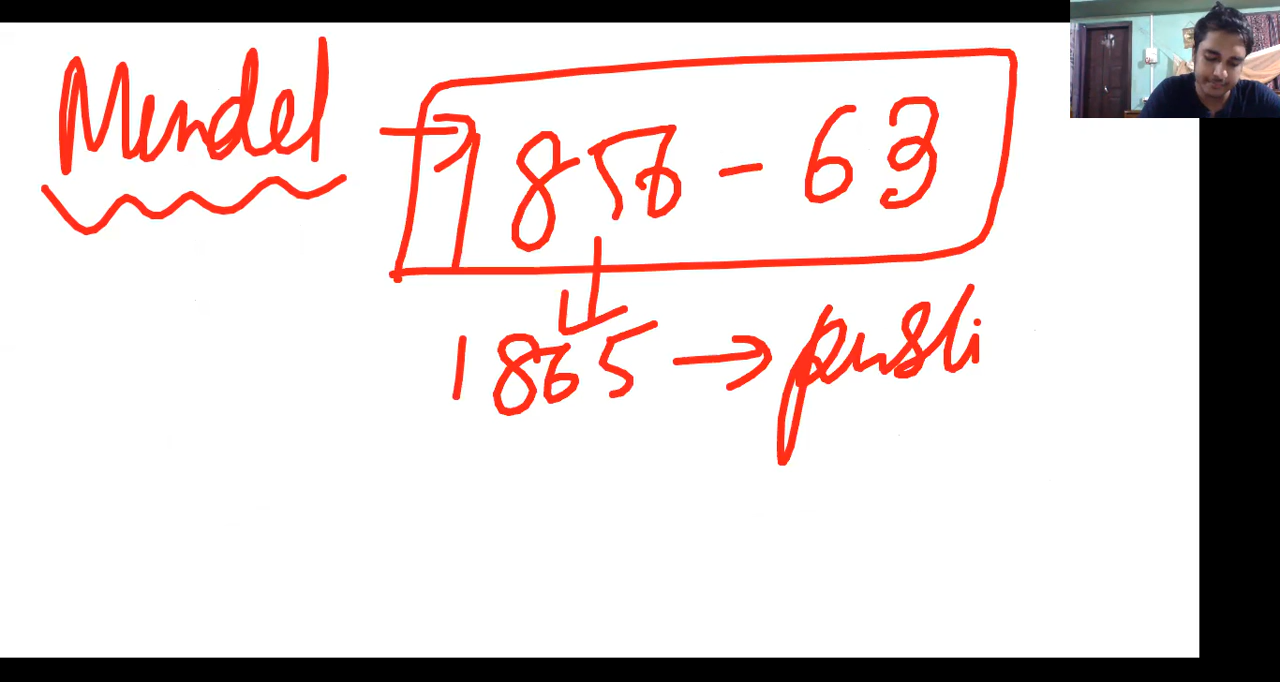 Mendel → 1856 - 63
1865 → publi